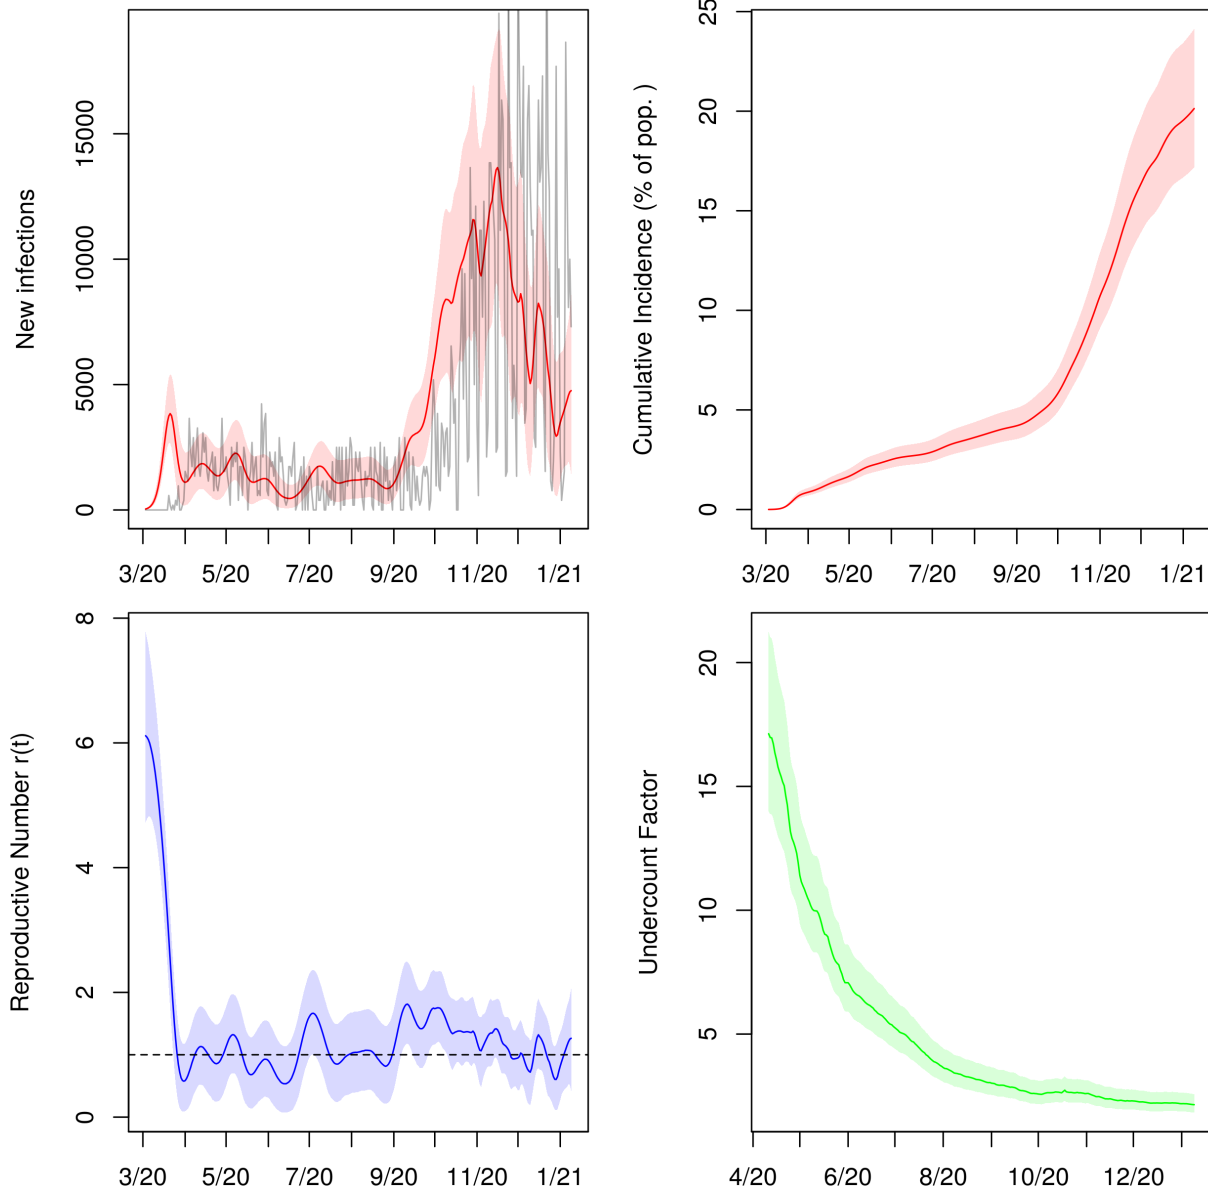 New infections
15000
10000
5000
0
3/20 5/20 7/20 9/20 11/20 1/21
Cumulative Incidence (% of pop. )
25
20
15
10
5
0
3/20 5/20 7/20 9/20 11/20 1/21
Reproductive Number r(t)
8
6
4
2
0
3/20 5/20 7/20 9/20 11/20 1/21
Undercount Factor
20
15
10
5
4/20 6/20 8/20 10/20 12/20